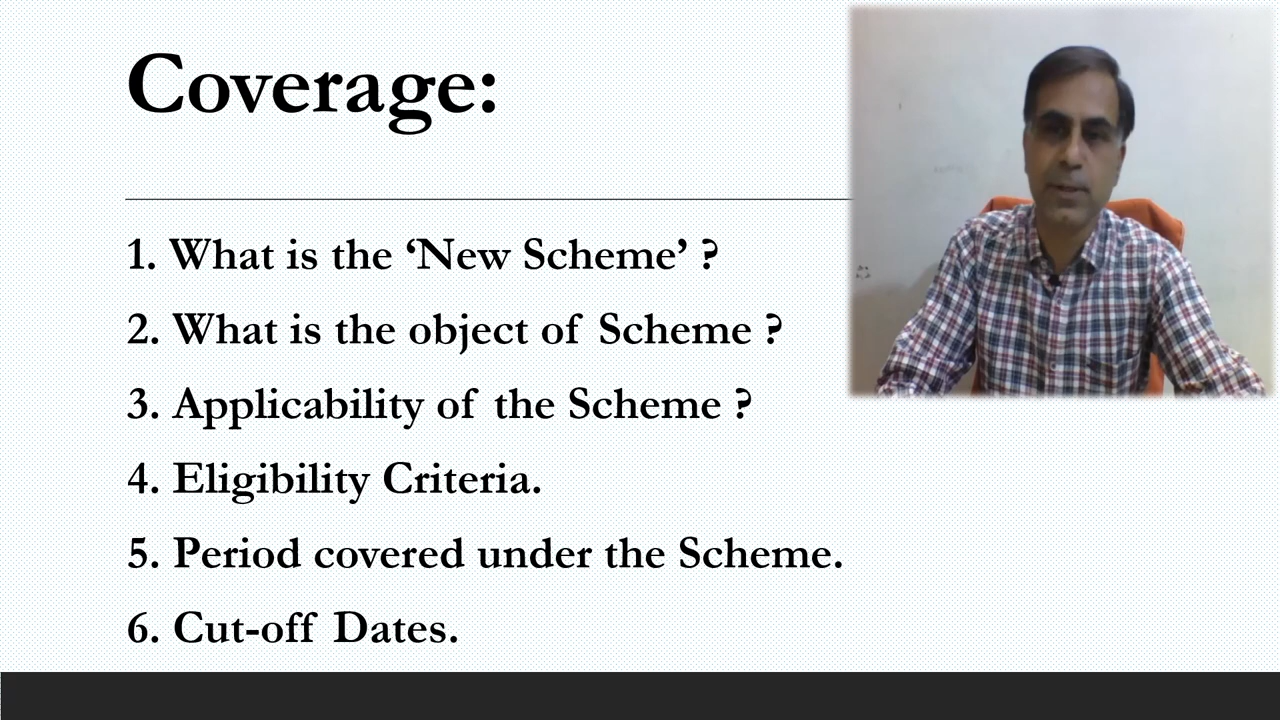 Coverage:
1. What is the ‘New Scheme’ ?
2. What is the object of Scheme ?
3. Applicability of the Scheme ?
4. Eligibility Criteria.
5. Period covered under the Scheme.
6. Cut-off Dates.